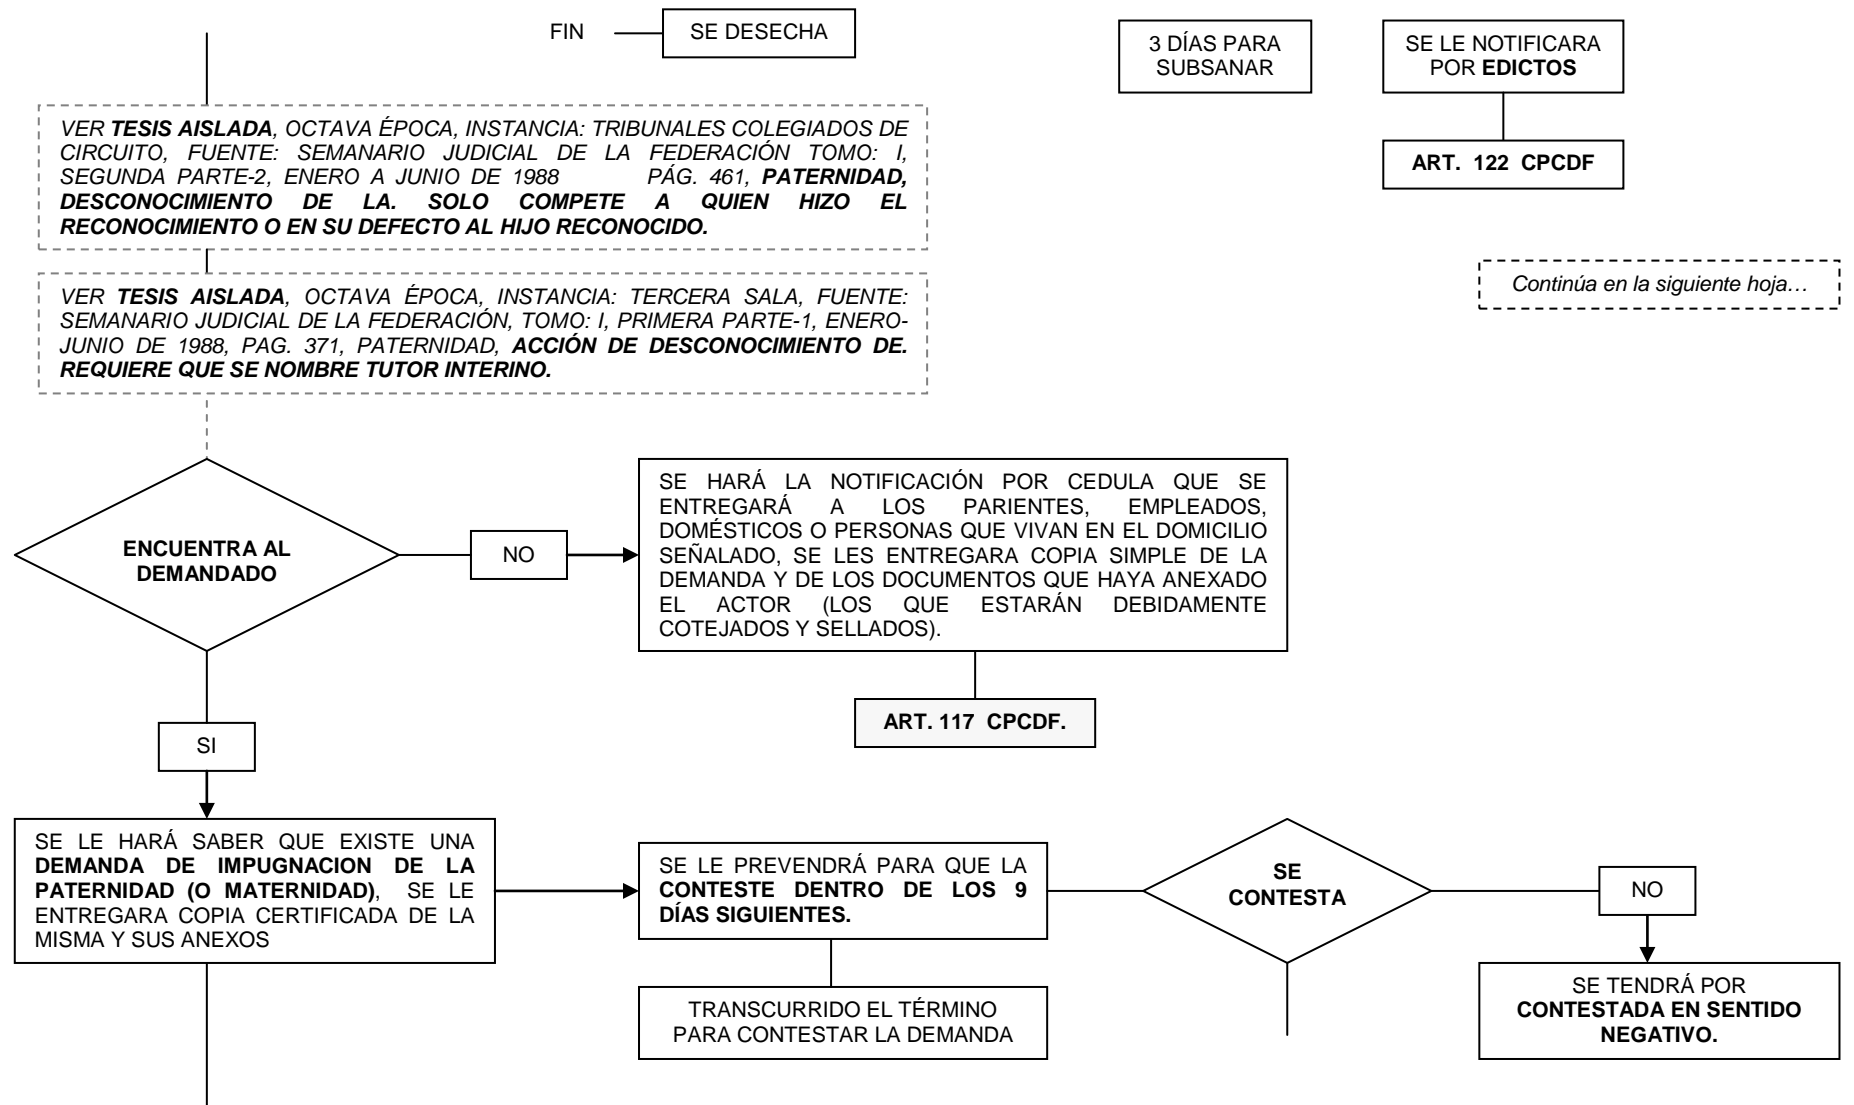 FIN
SE DESECHA
3 DÍAS PARA
SUBSANAR
SE LE NOTIFICARA
POR EDICTOS
ART. 122 CPCDF
VER TESIS AISLADA, OCTAVA ÉPOCA, INSTANCIA: TRIBUNALES COLEGIADOS DE
CIRCUITO, FUENTE: SEMANARIO JUDICIAL DE LA FEDERACIÓN TOMO: I,
SEGUNDA PARTE-2, ENERO A JUNIO DE 1988 PÁG. 461, PATERNIDAD,
DESCONOCIMIENTO DE LA. SOLO COMPETE A QUIEN HIZO EL
RECONOCIMIENTO O EN SU DEFECTO AL HIJO RECONOCIDO.
VER TESIS AISLADA, OCTAVA ÉPOCA, INSTANCIA: TERCERA SALA, FUENTE:
SEMANARIO JUDICIAL DE LA FEDERACIÓN, TOMO: I, PRIMERA PARTE-1, ENERO-
JUNIO DE 1988, PAG. 371, PATERNIDAD, ACCIÓN DE DESCONOCIMIENTO DE.
REQUIERE QUE SE NOMBRE TUTOR INTERINO.
Continúa en la siguiente hoja…
ENCUENTRA AL
DEMANDADO
NO
SE HARÁ LA NOTIFICACIÓN POR CEDULA QUE SE
ENTREGARÁ A LOS PARIENTES, EMPLEADOS,
DOMÉSTICOS O PERSONAS QUE VIVAN EN EL DOMICILIO
SEÑALADO, SE LES ENTREGARA COPIA SIMPLE DE LA
DEMANDA Y DE LOS DOCUMENTOS QUE HAYA ANEXADO
EL ACTOR (LOS QUE ESTARÁN DEBIDAMENTE
COTEJADOS Y SELLADOS).
ART. 117 CPCDF.
SI
SE LE HARÁ SABER QUE EXISTE UNA
DEMANDA DE IMPUGNACION DE LA
PATERNIDAD (O MATERNIDAD), SE LE
ENTREGARA COPIA CERTIFICADA DE LA
MISMA Y SUS ANEXOS
SE LE PREVENDRÁ PARA QUE LA
CONTESTE DENTRO DE LOS 9
DÍAS SIGUIENTES.
TRANSCURRIDO EL TÉRMINO
PARA CONTESTAR LA DEMANDA
SE
CONTESTA
NO
SE TENDRÁ POR
CONTESTADA EN SENTIDO
NEGATIVO.